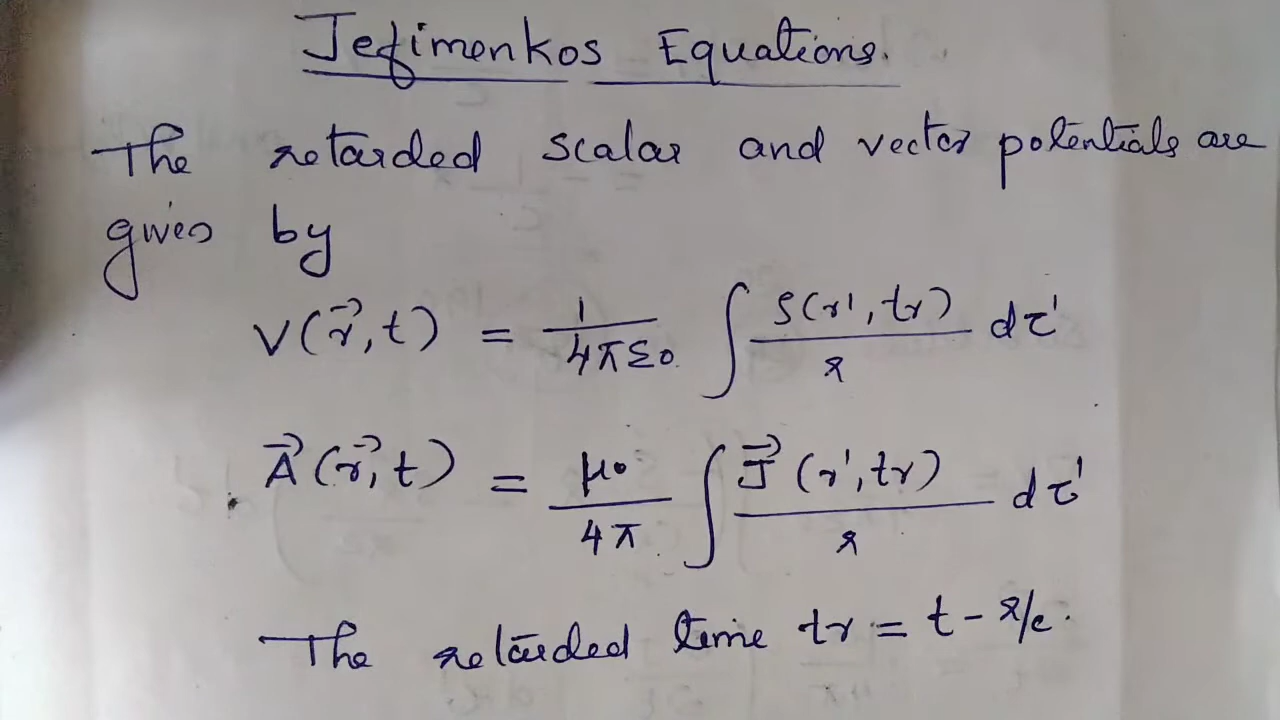 Jefimenkos Equations.
The retarded scalar and vector potentials are
given by
V(r⃗, t) = 1/4πε0 ∫ ρ(r', tr)/𝓇 dτ'
A⃗(r⃗, t) = μ0/4π ∫ J⃗(r', tr)/𝓇 dτ'
The retarded time tr = t - 𝓇/c.